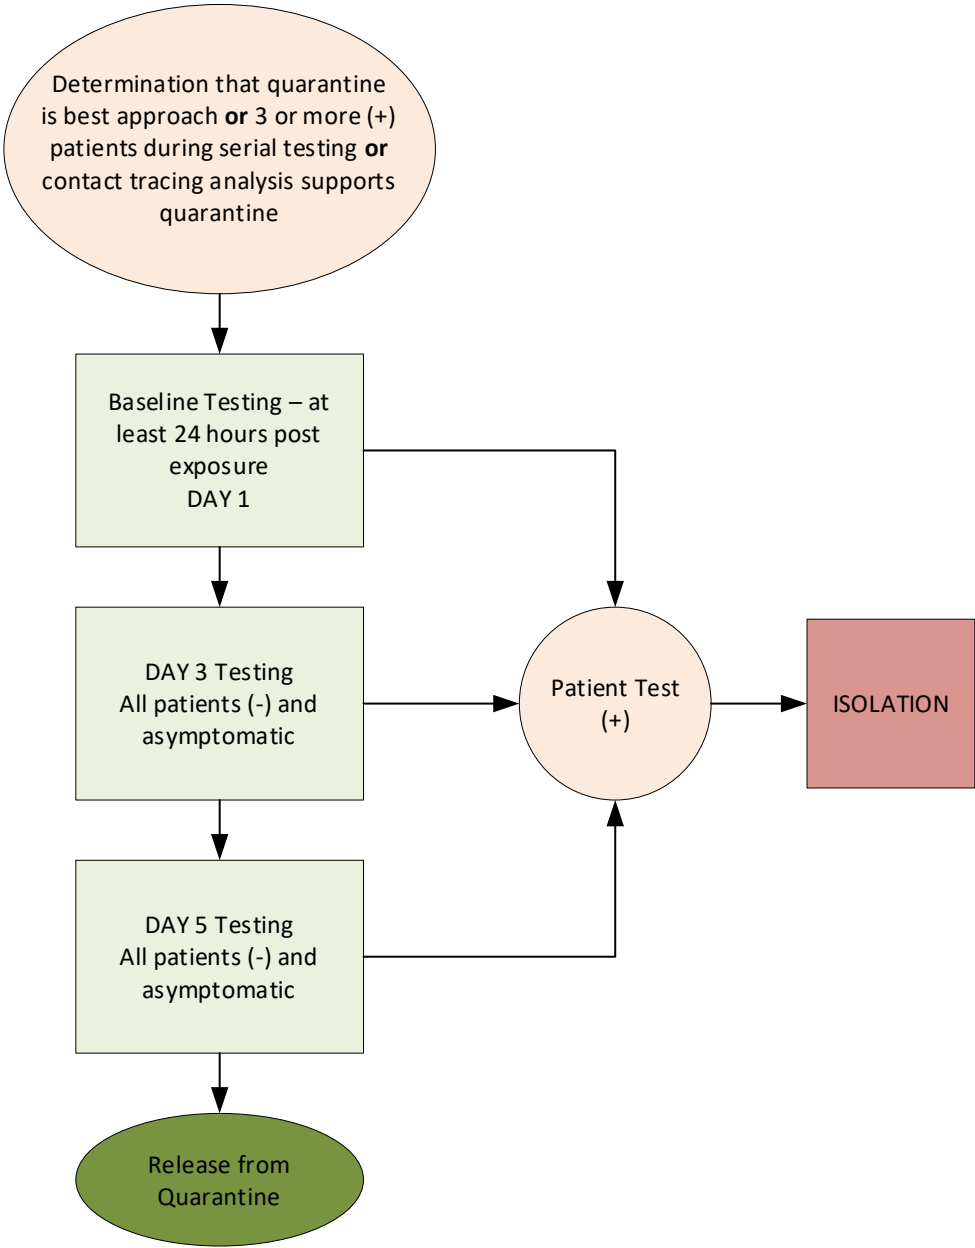 Determination that quarantine
is best approach or 3 or more (+)
patients during serial testing or
contact tracing analysis supports
quarantine
Baseline Testing – at
least 24 hours post
exposure
DAY 1
DAY 3 Testing
All patients (-) and
asymptomatic
Patient Test
(+)
ISOLATION
DAY 5 Testing
All patients (-) and
asymptomatic
Release from
Quarantine